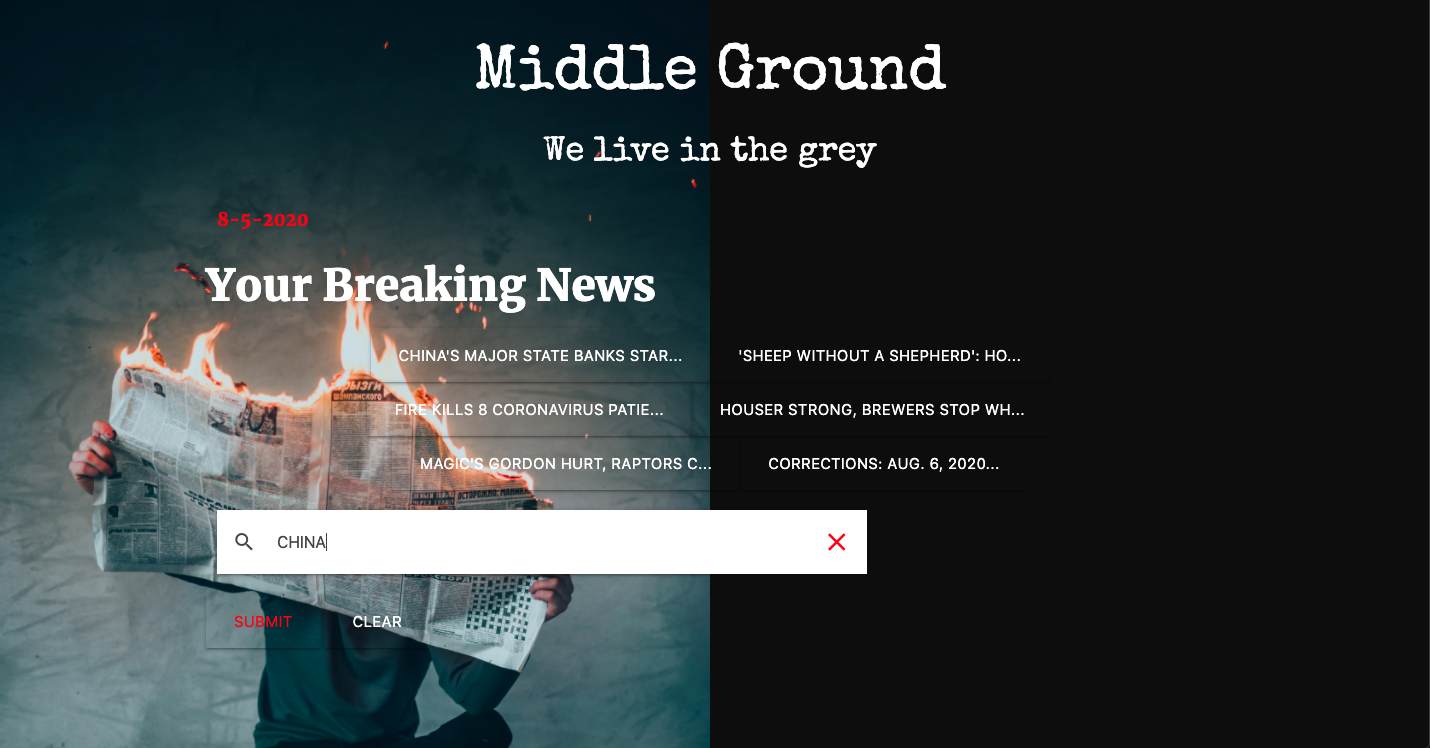 Middle Ground
We live in the grey
8-5-2020
Your Breaking News
CHINA'S MAJOR STATE BANKS STAR...
'SHEEP WITHOUT A SHEPHERD': HO...
FIRE KILLS 8 CORONAVIRUS PATIE...
HOUSER STRONG, BREWERS STOP WH...
MAGIC'S GORDON HURT, RAPTORS C...
CORRECTIONS: AUG. 6, 2020...
шампанского
CHINA
SUBMIT
CLEAR